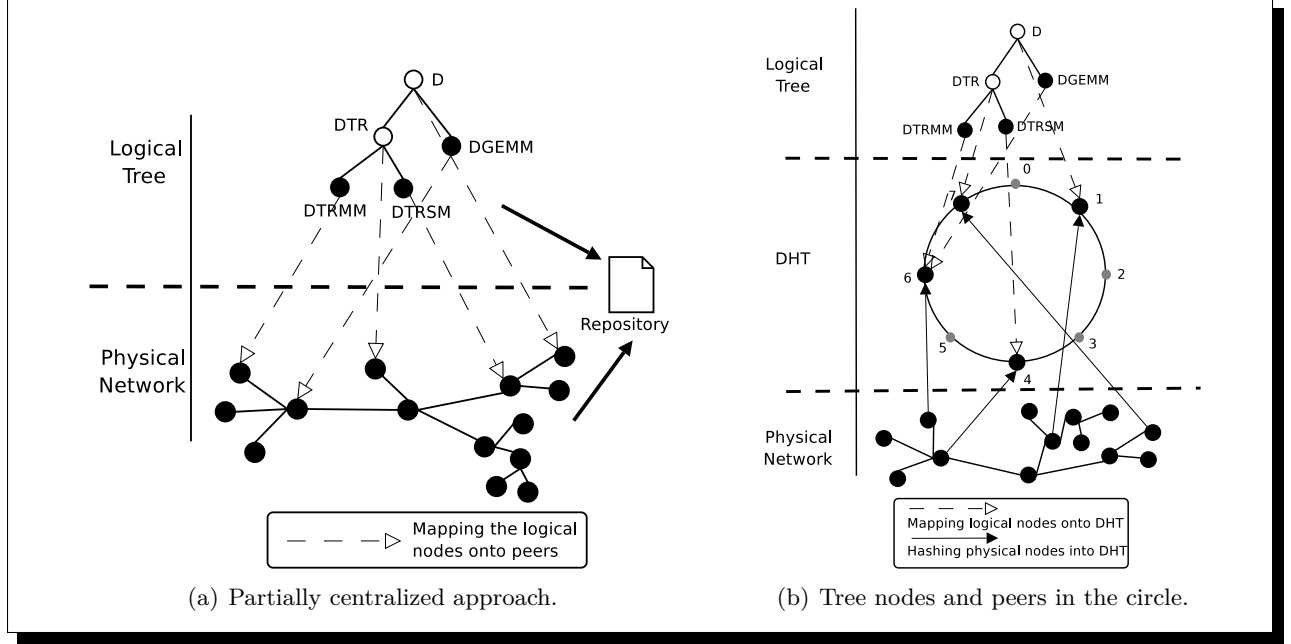 D
DTR
DGEMM
DTRMM
DTRSM
Logical
Tree
Repository
Physical
Network
Mapping the logical
nodes onto peers
(a) Partially centralized approach.
D
Logical
Tree
DTR
DGEMM
DTRMM
DTRSM
0
7
1
DHT
6
2
5
3
4
Physical
Network
Mapping logical nodes onto DHT
Hashing physical nodes into DHT
(b) Tree nodes and peers in the circle.